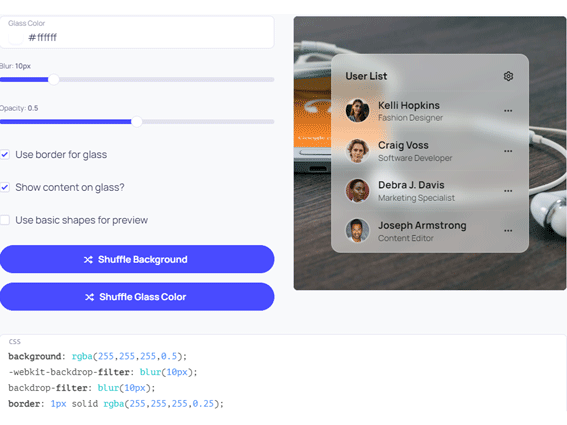 Glass Color
#ffffff
Blur: 10px
Opacity: 0.5
Use border for glass
Show content on glass?
Use basic shapes for preview
Shuffle Background
Shuffle Glass Color
User List
Kelli Hopkins
Fashion Designer
Craig Voss
Software Developer
Debra J. Davis
Marketing Specialist
Joseph Armstrong
Content Editor
CSS
background: rgba(255,255,255,0.5);
-webkit-backdrop-filter: blur(10px);
backdrop-filter: blur(10px);
border: 1px solid rgba(255,255,255,0.25);